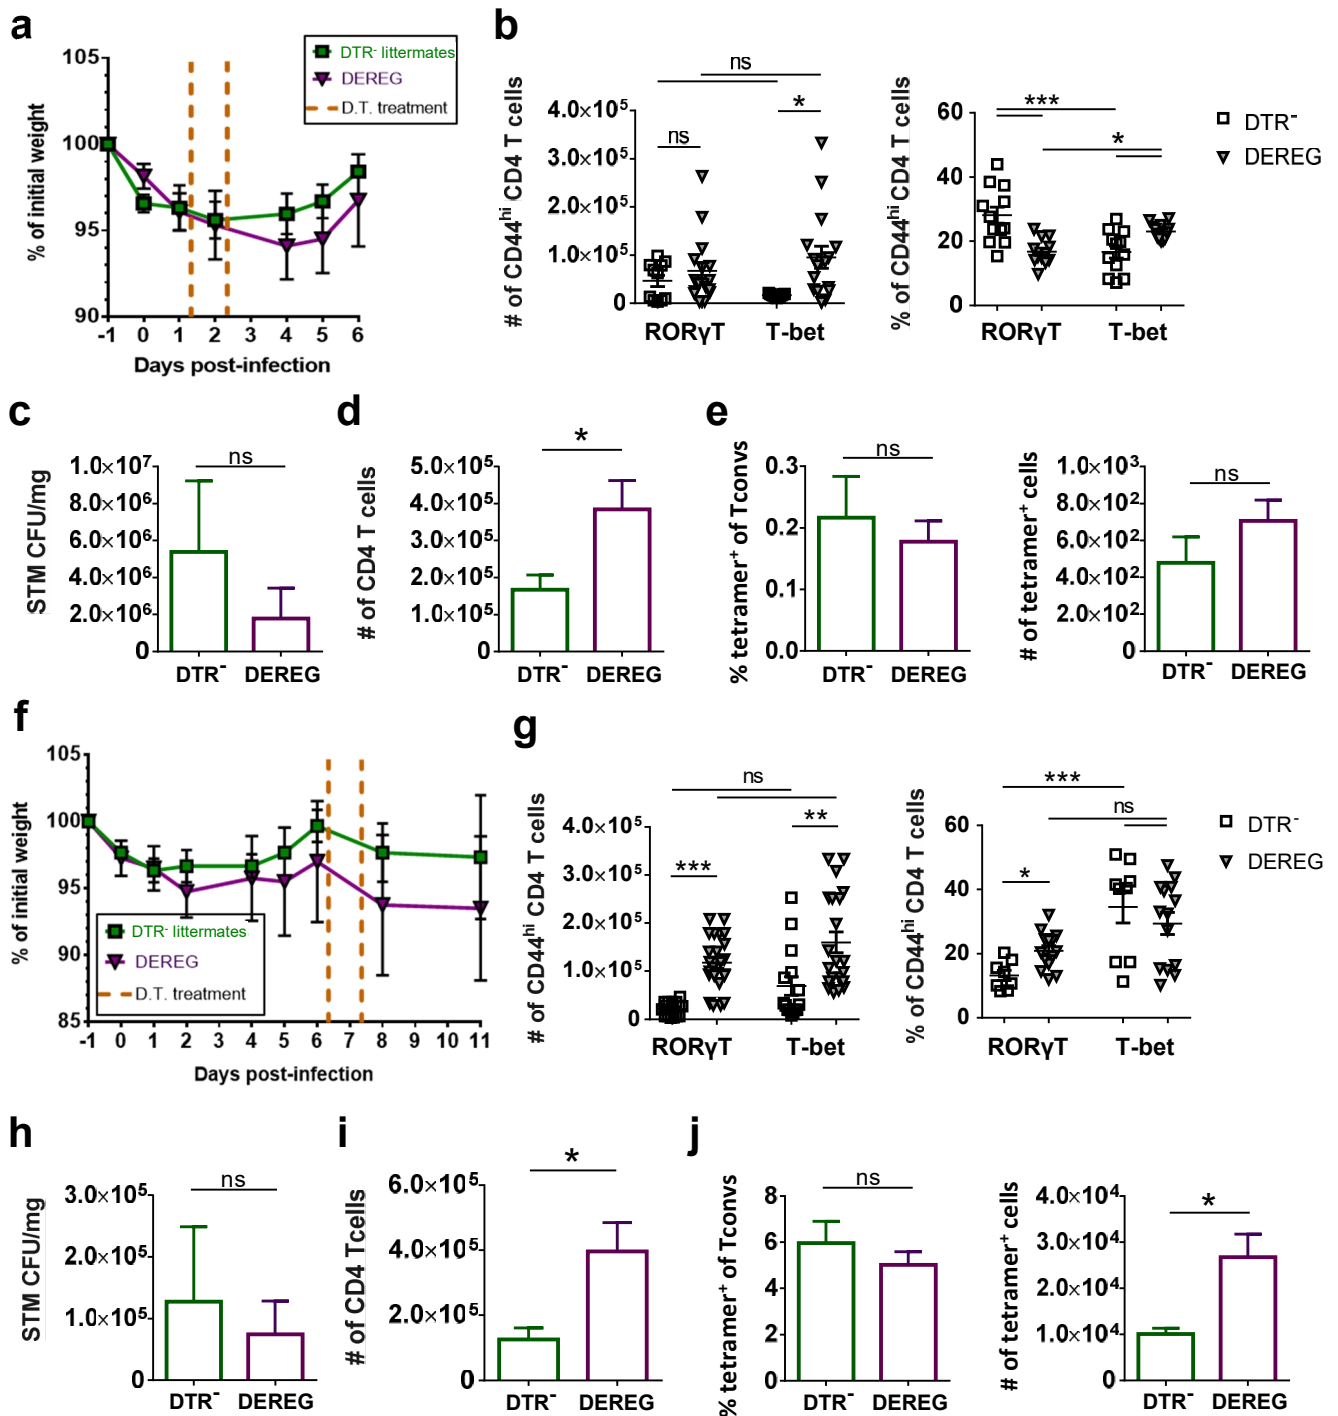 a
105
100
95
90
% of initial weight
-1 0 1 2 3 4 5 6
Days post-infection
DTR⁻ littermates
DEREG
D.T. treatment
b
# of CD44ʰⁱ CD4 T cells
4.0×10⁵
3.0×10⁵
2.0×10⁵
1.0×10⁵
0
ns
ns
*
RORγT T-bet
% of CD44ʰⁱ CD4 T cells
60
40
20
0
***
*
RORγT T-bet
DTR⁻
DEREG
c
STM CFU/mg
1.0×10⁷
8.0×10⁶
6.0×10⁶
4.0×10⁶
2.0×10⁶
0
ns
DTR⁻ DEREG
d
# of CD4 T cells
5.0×10⁵
4.0×10⁵
3.0×10⁵
2.0×10⁵
1.0×10⁵
0
*
DTR⁻ DEREG
e
% tetramer⁺ of Tconvs
0.3
0.2
0.1
0.0
ns
DTR⁻ DEREG
# of tetramer⁺ cells
1.0×10³
8.0×10²
6.0×10²
4.0×10²
2.0×10²
0
ns
DTR⁻ DEREG
f
% of initial weight
105
100
95
90
85
DTR⁻ littermates
DEREG
D.T. treatment
-1 0 1 2 3 4 5 6 7 8 9 10 11
Days post-infection
g
# of CD44ʰⁱ CD4 T cells
4.0×10⁵
3.0×10⁵
2.0×10⁵
1.0×10⁵
0
ns
**
***
RORγT T-bet
% of CD44ʰⁱ CD4 T cells
60
40
20
0
***
ns
*
RORγT T-bet
DTR⁻
DEREG
h
STM CFU/mg
3.0×10⁵
2.0×10⁵
1.0×10⁵
0
ns
DTR⁻ DEREG
i
# of CD4 Tcells
6.0×10⁵
4.0×10⁵
2.0×10⁵
0
*
DTR⁻ DEREG
j
% tetramer⁺ of Tconvs
8
6
4
2
0
ns
DTR⁻ DEREG
# of tetramer⁺ cells
4.0×10⁴
3.0×10⁴
2.0×10⁴
1.0×10⁴
0
*
DTR⁻ DEREG